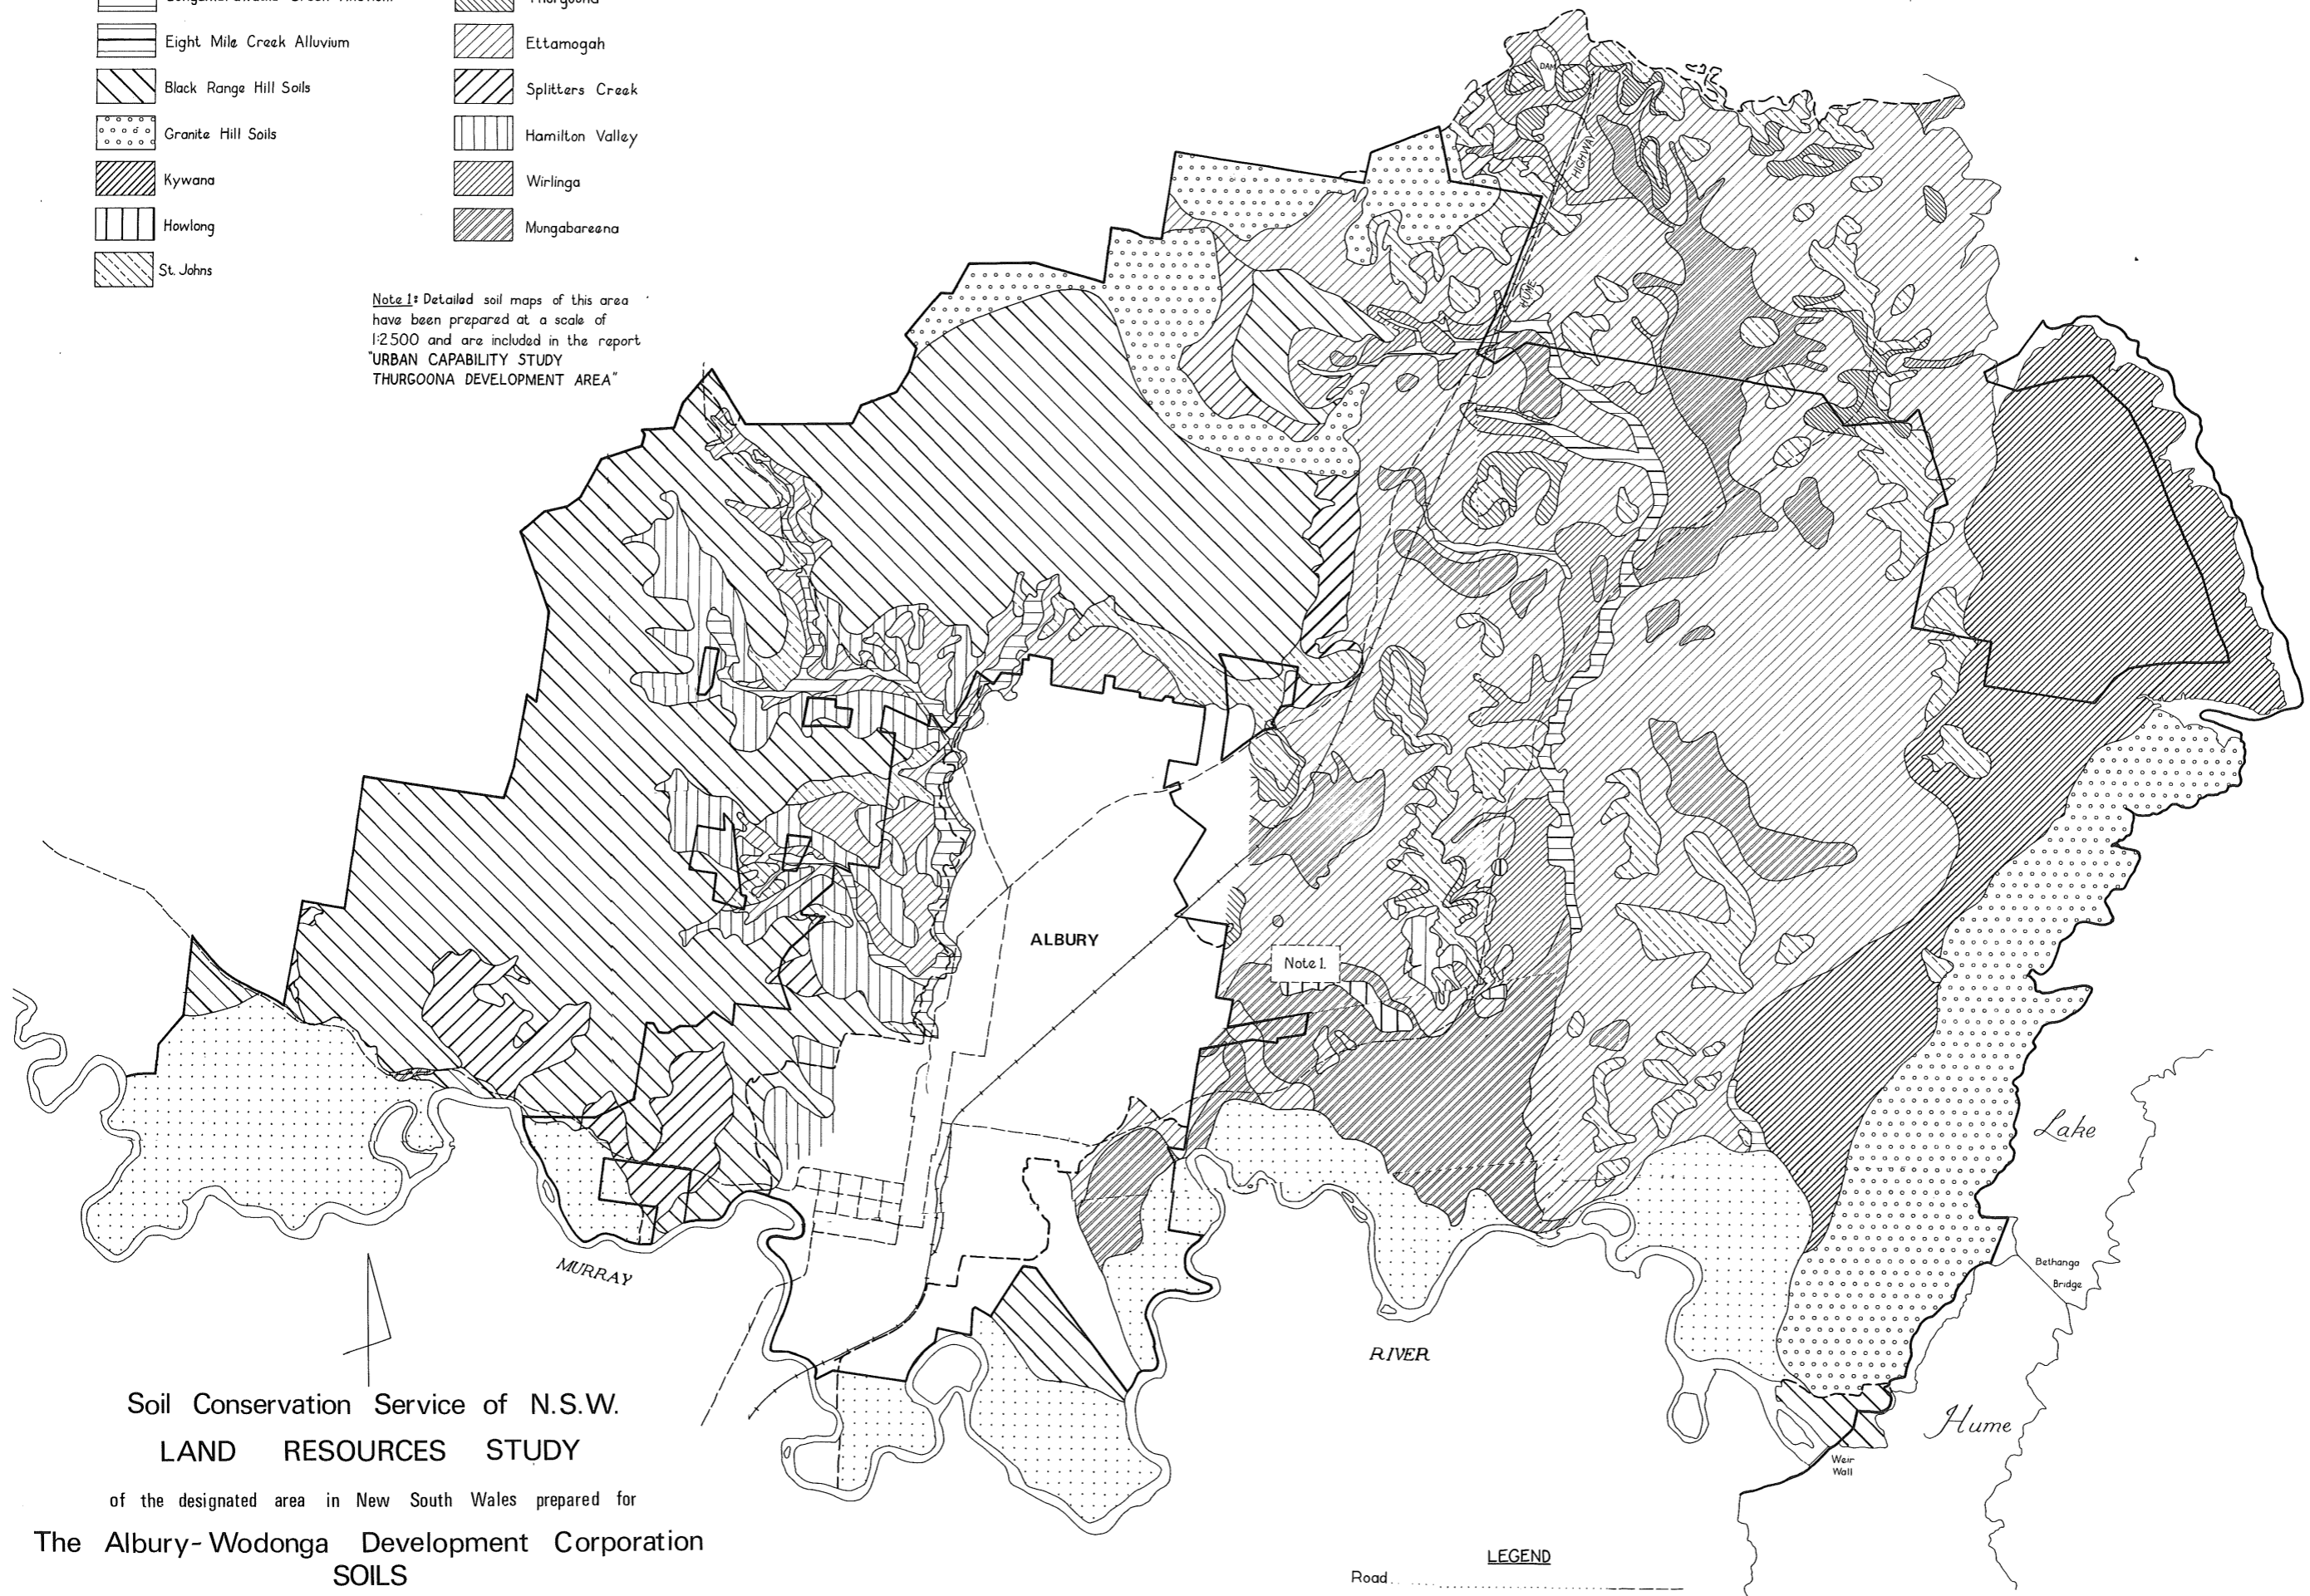 Thurgoona
Eight Mile Creek Alluvium
Ettamogah
Black Range Hill Soils
Splitters Creek
Granite Hill Soils
Hamilton Valley
Kywana
Wirlinga
Howlong
Mungabareena
St. Johns
Note 1: Detailed soil maps of this area
have been prepared at a scale of
1:2500 and are included in the report
"URBAN CAPABILITY STUDY
THURGOONA DEVELOPMENT AREA"
DAM
HIGHWAY
HUME
ALBURY
Note 1.
Lake
Bethanga
Bridge
MURRAY
RIVER
Hume
Weir
Wall
Soil Conservation Service of N.S.W.
LAND RESOURCES STUDY
of the designated area in New South Wales prepared for
The Albury-Wodonga Development Corporation
SOILS
LEGEND
Road